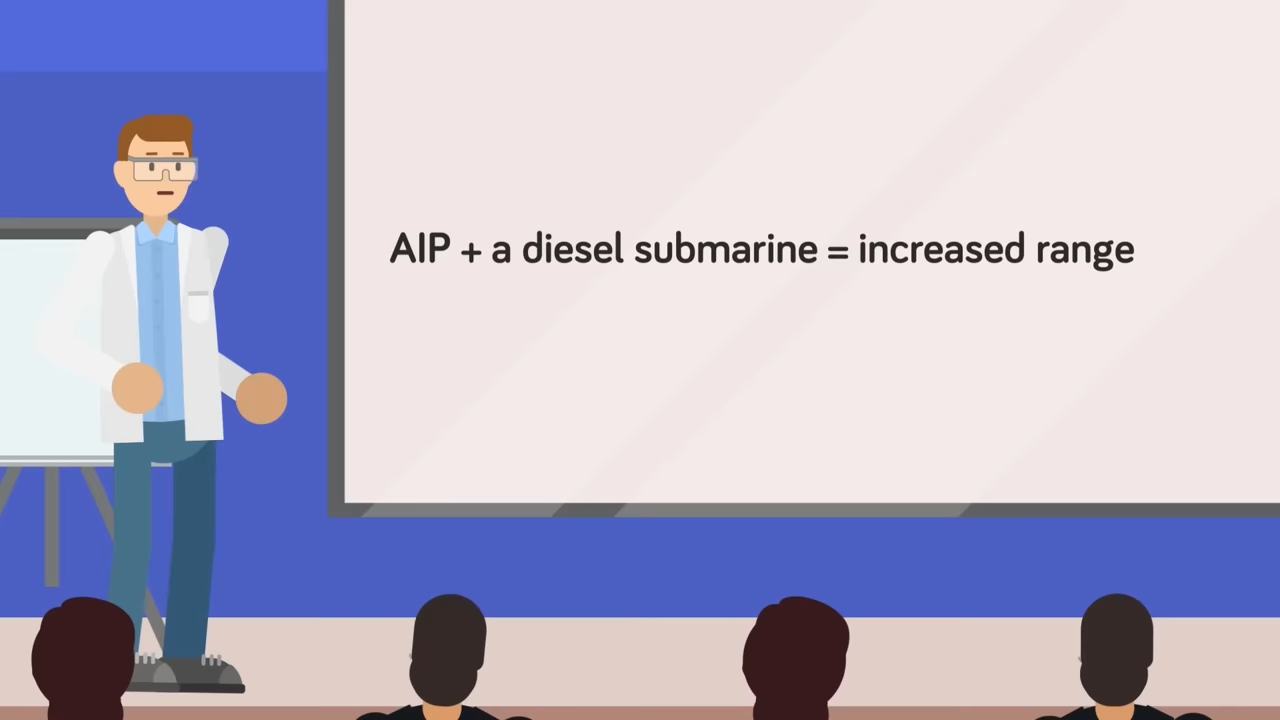 AIP + a diesel submarine = increased range